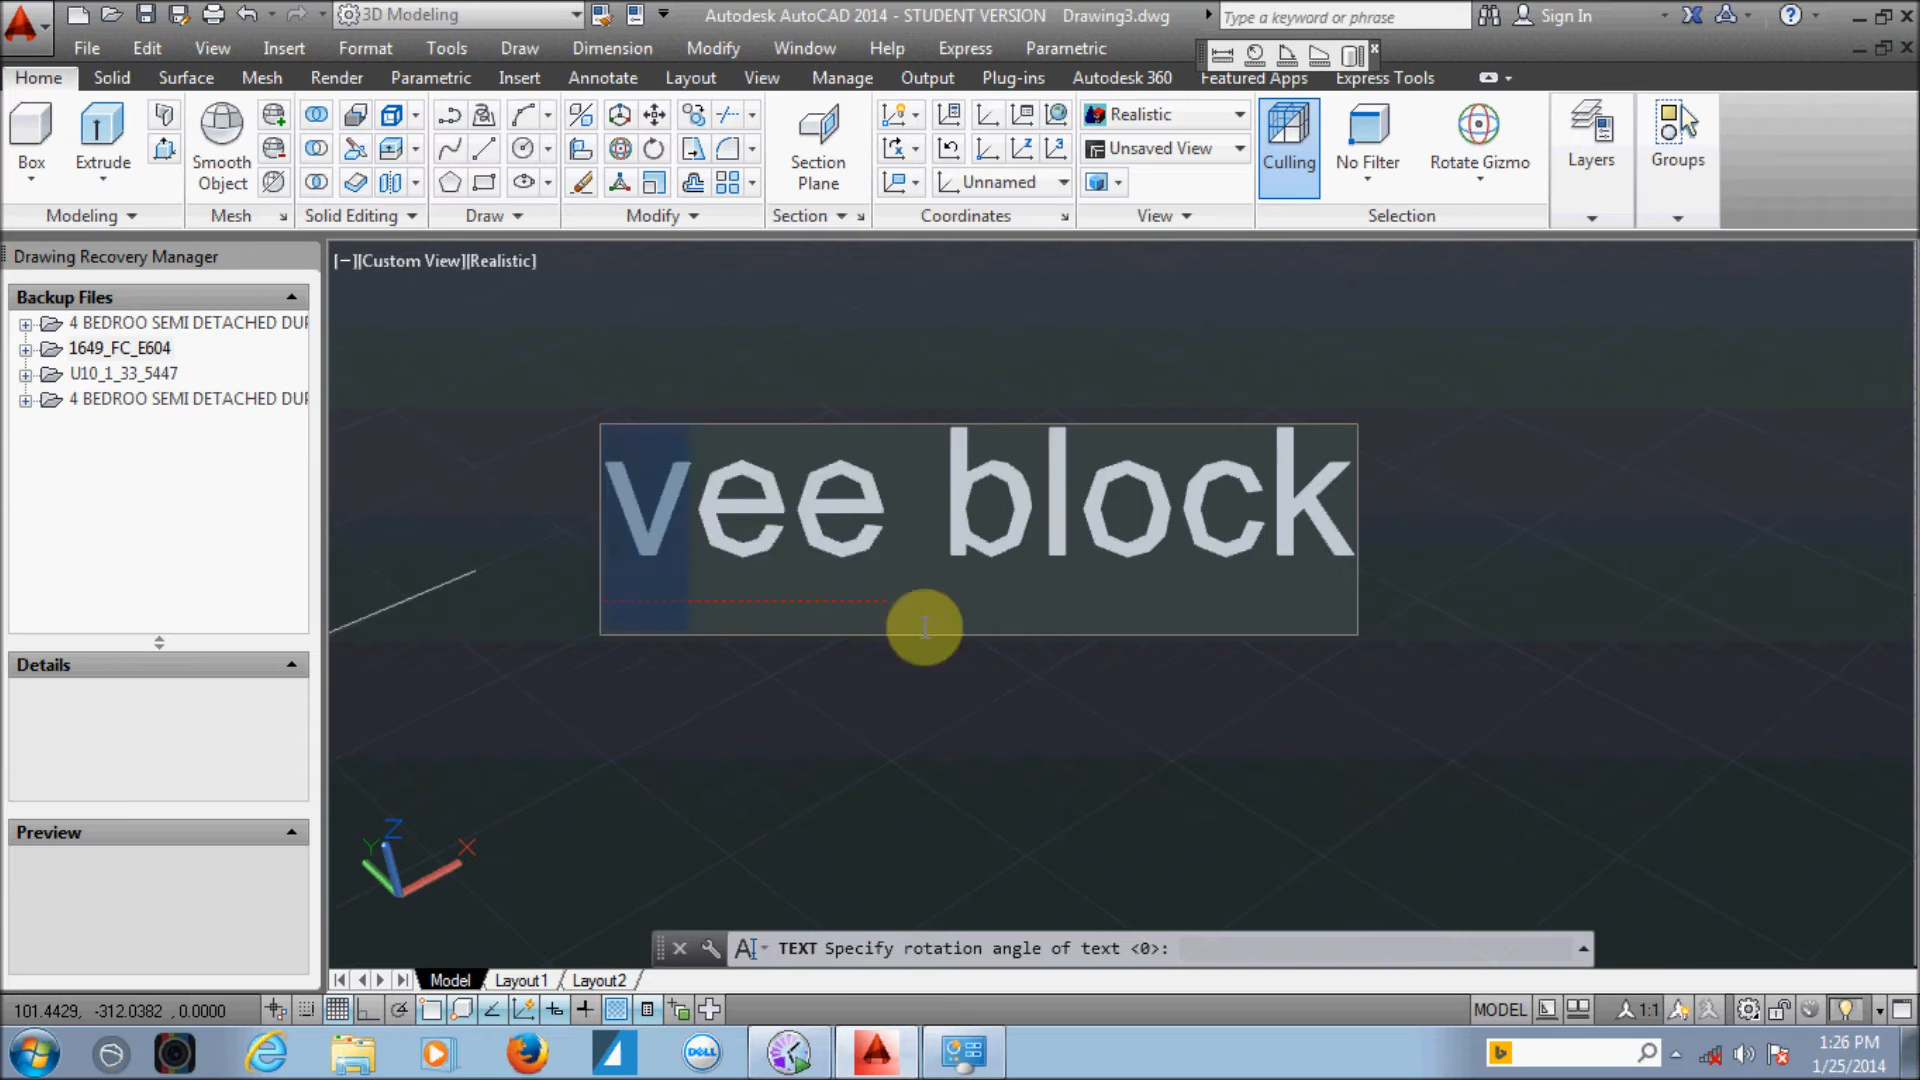 3D Modeling Autodesk AutoCAD 2014 - STUDENT VERSION Drawing3.dwg Type a keyword or phrase Sign In
File Edit View Insert Format Tools Draw Dimension Modify Window Help Express Parametric
Home Solid Surface Mesh Render Parametric Insert Annotate Layout View Manage Output Plug-ins Autodesk 360 Featured Apps Express Tools
Box Extrude Smooth Object Section Plane Realistic Unsaved View Unnamed Culling No Filter Rotate Gizmo Layers Groups
Modeling Mesh Solid Editing Draw Modify Section Coordinates View Selection
Drawing Recovery Manager
[−][Custom View][Realistic]
Backup Files
4 BEDROO SEMI DETACHED DUP
1649_FC_E604
U10_1_33_5447
4 BEDROO SEMI DETACHED DUP
vee block
Details
Preview
Z
Y X
TEXT Specify rotation angle of text <0>:
Model Layout1 Layout2
101.4429, -312.0382 , 0.0000 MODEL 1:1
DELL
1:26 PM
1/25/2014